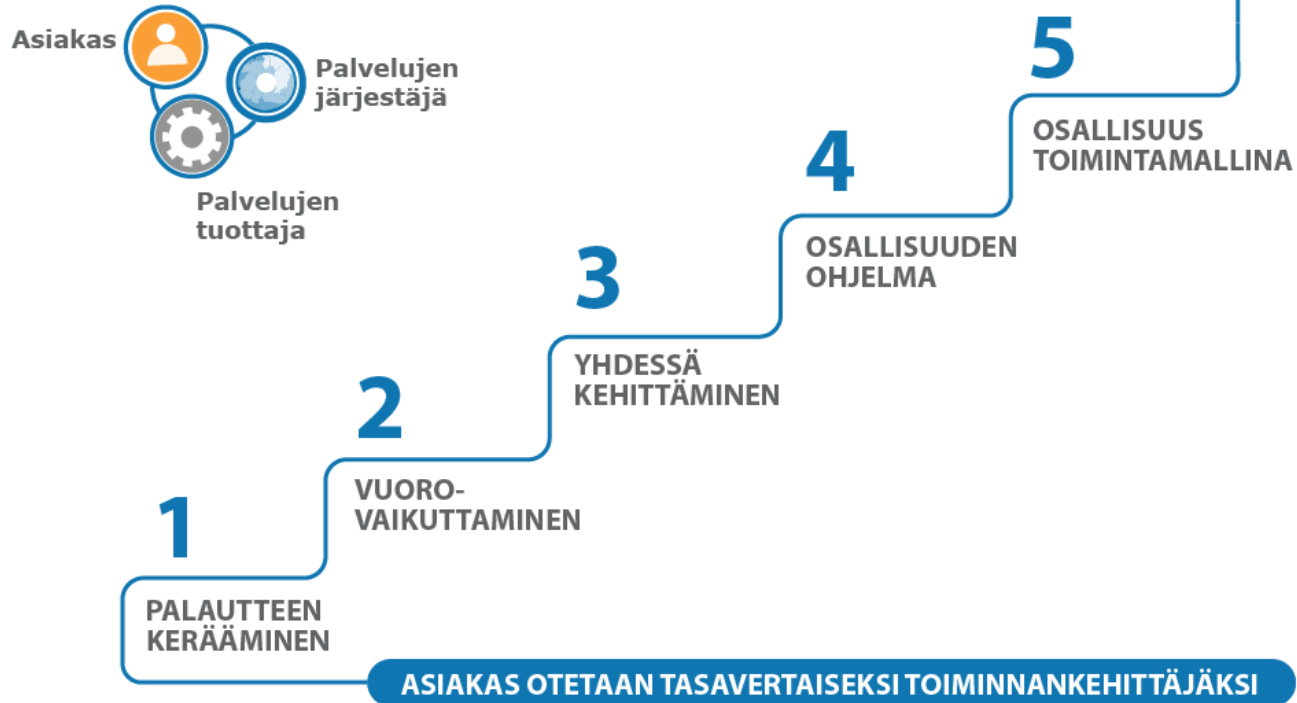 Asiakas
Palvelujen
järjestäjä
Palvelujen
tuottaja
1
PALAUTTEEN
KERÄÄMINEN
2
VUORO-
VAIKUTTAMINEN
3
YHDESSÄ
KEHITTÄMINEN
4
OSALLISUUDEN
OHJELMA
5
OSALLISUUS
TOIMINTAMALLINA
ASIAKAS OTETAAN TASAVERTAISEKSI TOIMINNANKEHITTÄJÄKSI